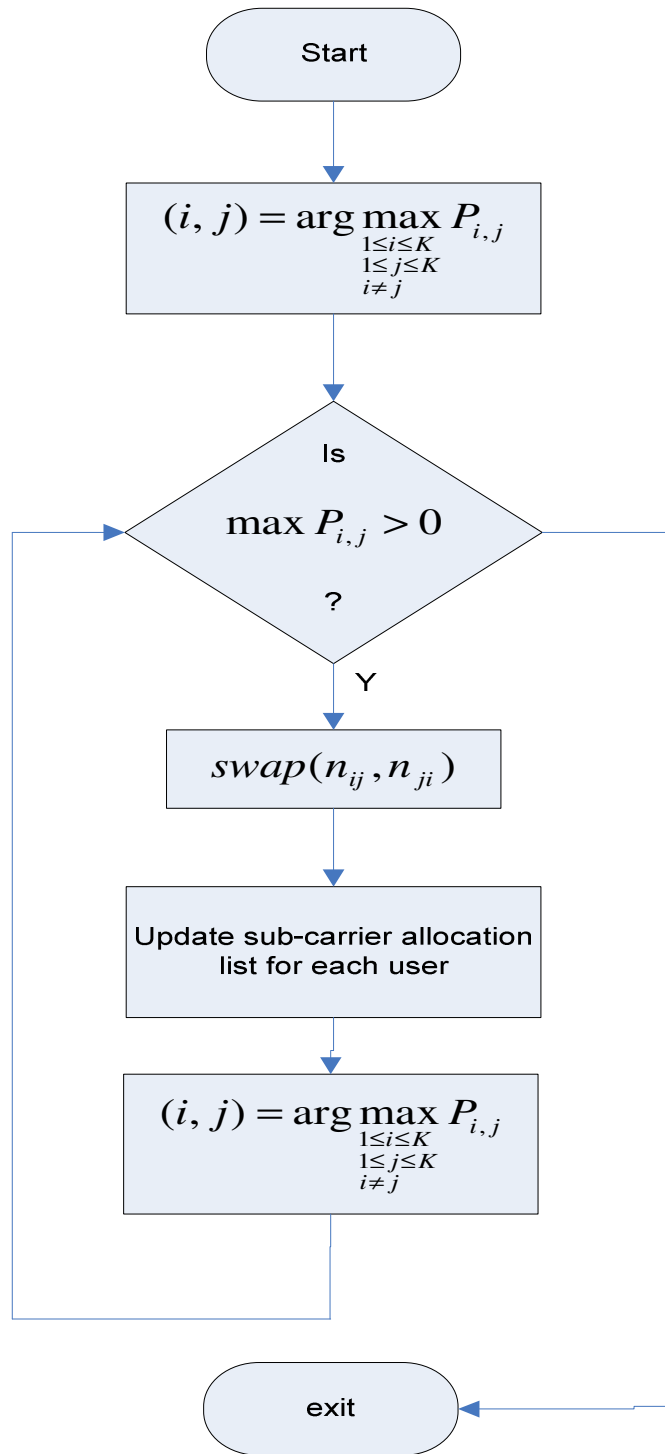 Start
(i, j) = arg max P_{i,j}
1≤i≤K
1≤j≤K
i≠j
Is
max P_{i,j} > 0
?
Y
swap(n_{ij}, n_{ji})
Update sub-carrier allocation
list for each user
(i, j) = arg max P_{i,j}
1≤i≤K
1≤j≤K
i≠j
exit